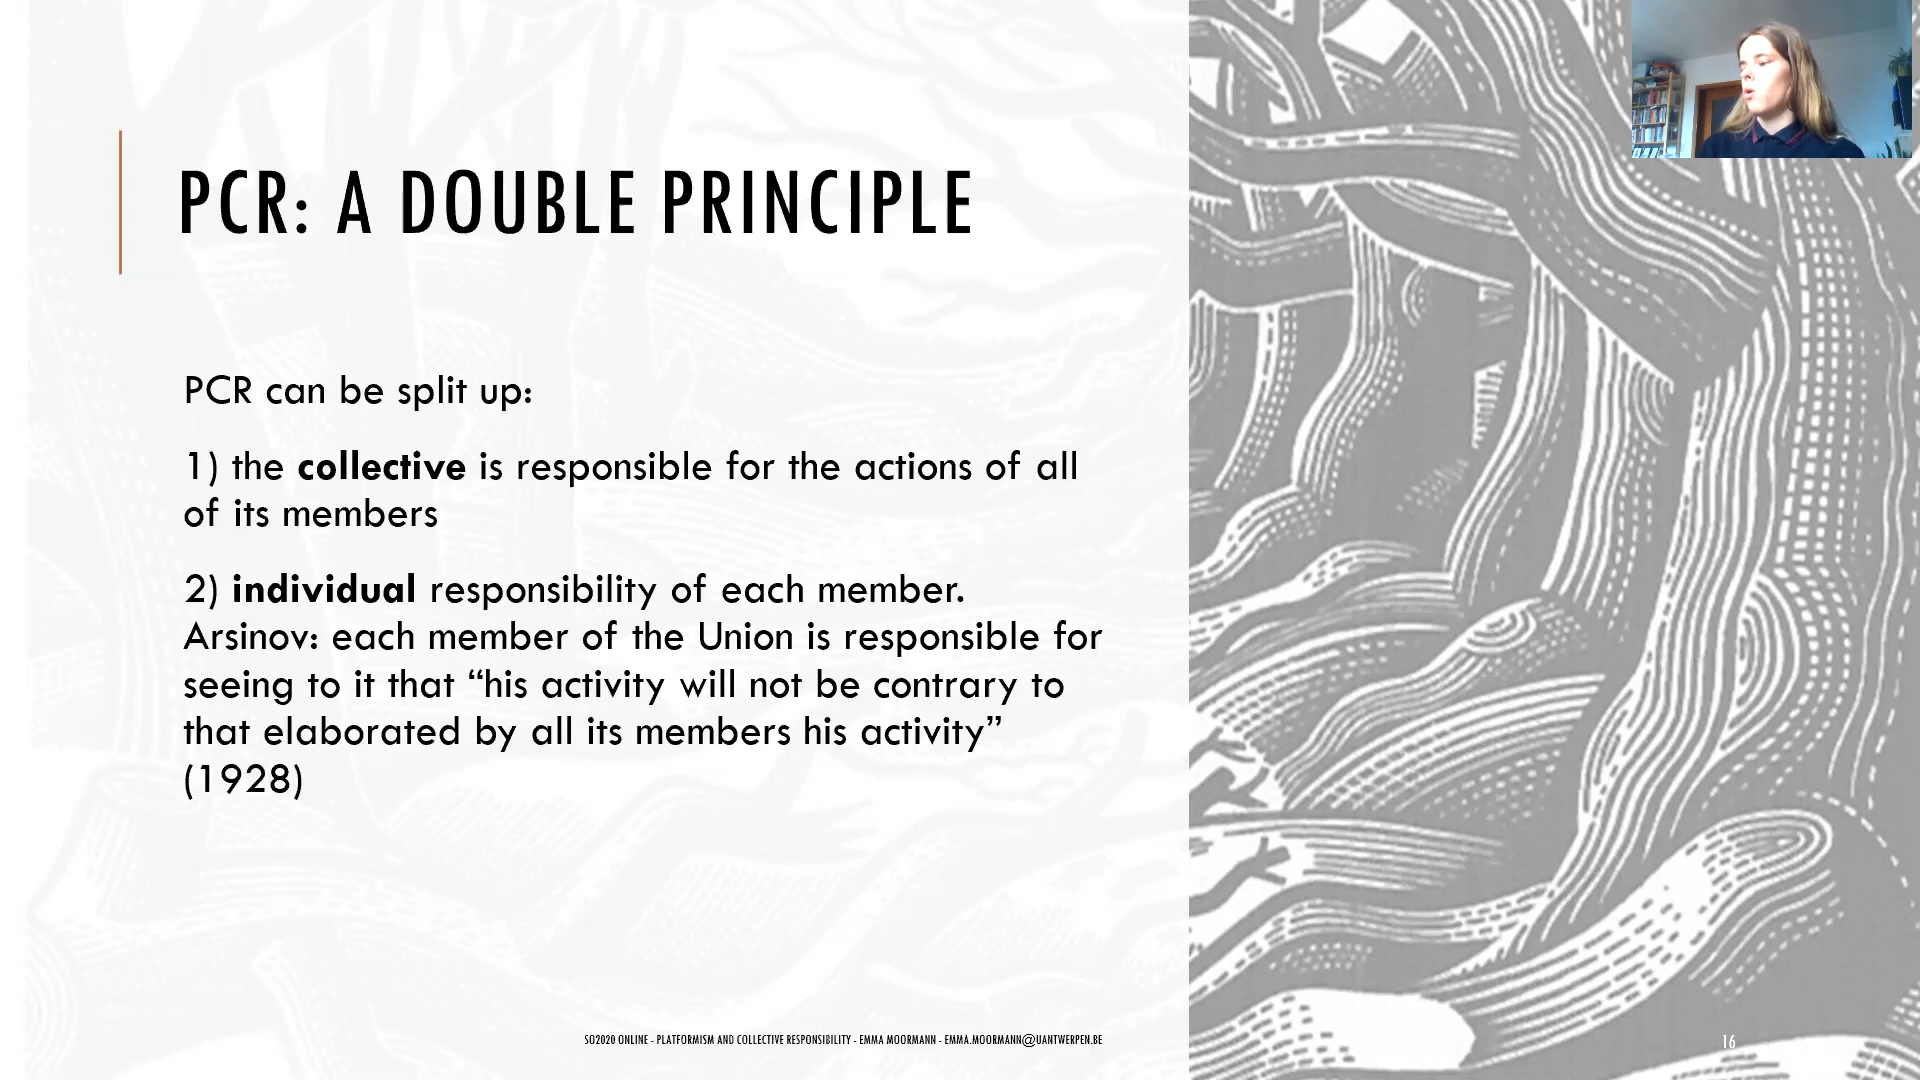 PCR: A DOUBLE PRINCIPLE
PCR can be split up:
1) the collective is responsible for the actions of all
of its members
2) individual responsibility of each member.
Arsinov: each member of the Union is responsible for
seeing to it that “his activity will not be contrary to
that elaborated by all its members his activity”
(1928)
SO2020 ONLINE - PLATFORMISM AND COLLECTIVE RESPONSIBILITY - EMMA MOORMANN - EMMA.MOORMANN@UANTWERPEN.BE
16